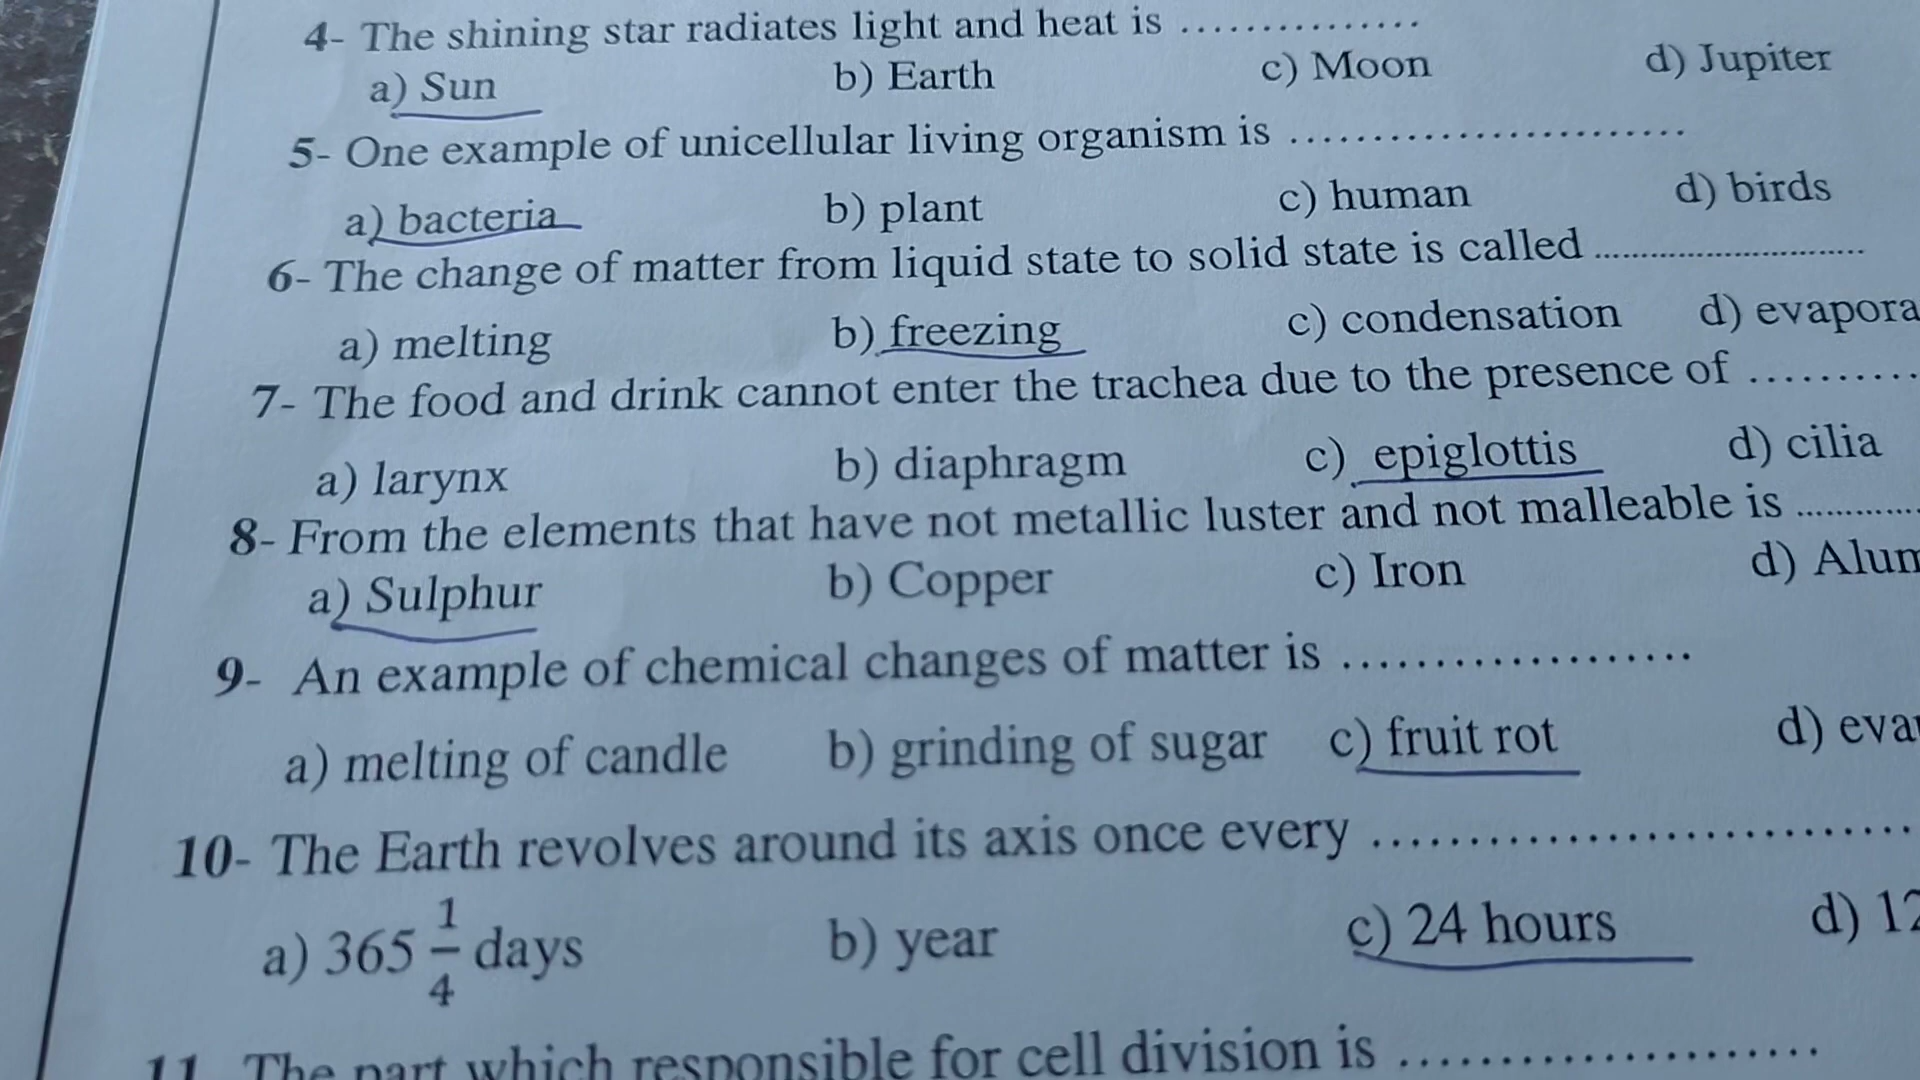 4- The shining star radiates light and heat is ...............
a) Sun b) Earth c) Moon d) Jupiter
5- One example of unicellular living organism is .........................
a) bacteria b) plant c) human d) birds
6- The change of matter from liquid state to solid state is called ............................
a) melting b) freezing c) condensation d) evapora
7- The food and drink cannot enter the trachea due to the presence of ..........
a) larynx b) diaphragm c) epiglottis d) cilia
8- From the elements that have not metallic luster and not malleable is .............
a) Sulphur b) Copper c) Iron d) Alum
9- An example of chemical changes of matter is ...................
a) melting of candle b) grinding of sugar c) fruit rot d) eva
10- The Earth revolves around its axis once every .............................
a) 365 1/4 days b) year c) 24 hours d) 12
11 The part which responsible for cell division is .....................